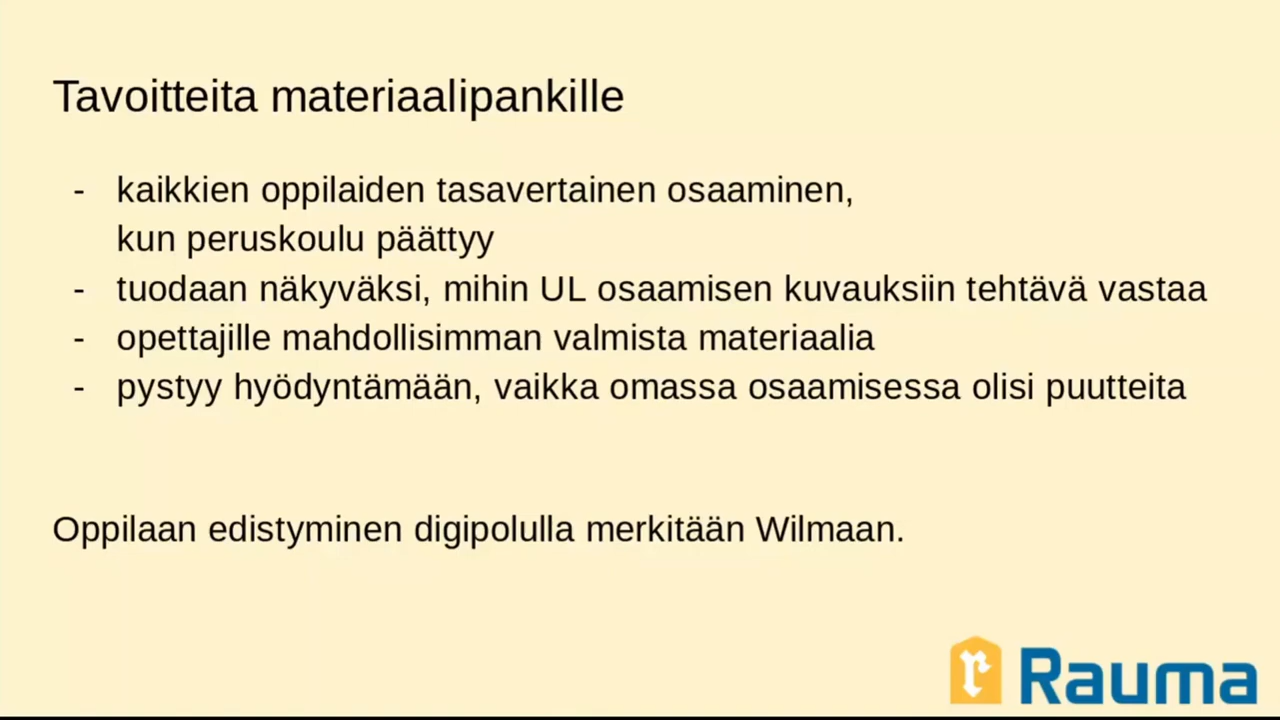 Tavoitteita materiaalipankille
- kaikkien oppilaiden tasavertainen osaaminen,
kun peruskoulu päättyy
- tuodaan näkyväksi, mihin UL osaamisen kuvauksiin tehtävä vastaa
- opettajille mahdollisimman valmista materiaalia
- pystyy hyödyntämään, vaikka omassa osaamisessa olisi puutteita
Oppilaan edistyminen digipolulla merkitään Wilmaan.
r Rauma